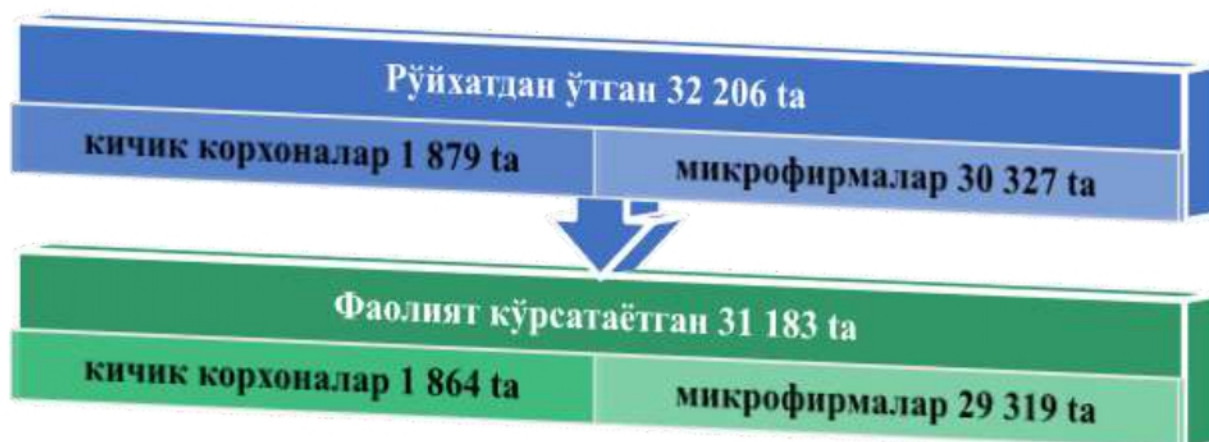 Рўйхатдан ўтган 32 206 ta
кичик корхоналар 1 879 ta
микрофирмалар 30 327 ta
Фаолият кўрсатаётган 31 183 ta
кичик корхоналар 1 864 ta
микрофирмалар 29 319 ta